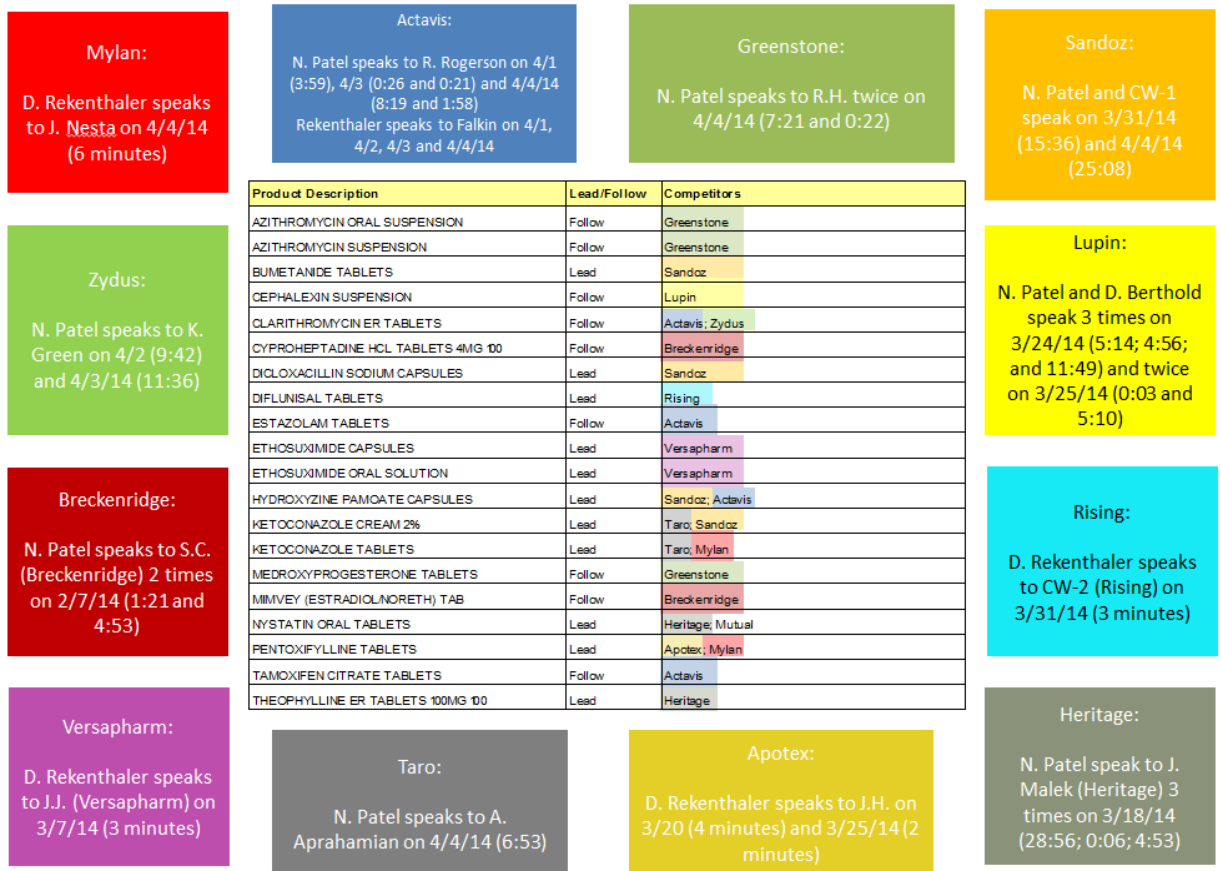 Mylan:
D. Rekenthaler speaks
to J. Nesta on 4/4/14
(6 minutes)
Actavis:
N. Patel speaks to R. Rogerson on 4/1
(3:59), 4/3 (0:26 and 0:21) and 4/4/14
(8:19 and 1:58)
Rekenthaler speaks to Falkin on 4/1,
4/2, 4/3 and 4/4/14
Greenstone:
N. Patel speaks to R.H. twice on
4/4/14 (7:21 and 0:22)
Sandoz:
N. Patel and CW-1
speak on 3/31/14
(15:36) and 4/4/14
(25:08)
Zydus:
N. Patel speaks to K.
Green on 4/2 (9:42)
and 4/3/14 (11:36)
Product Description Lead/Follow Competitors
AZITHROMYCIN ORAL SUSPENSION Follow Greenstone
AZITHROMYCIN SUSPENSION Follow Greenstone
BUMETANIDE TABLETS Lead Sandoz
CEPHALEXIN SUSPENSION Follow Lupin
CLARITHROMYCIN ER TABLETS Follow Actavis; Zydus
CYPROHEPTADINE HCL TABLETS 4MG 100 Follow Breckenridge
DICLOXACILLIN SODIUM CAPSULES Lead Sandoz
DIFLUNISAL TABLETS Lead Rising
ESTAZOLAM TABLETS Follow Actavis
ETHOSUXIMIDE CAPSULES Lead Versapharm
ETHOSUXIMIDE ORAL SOLUTION Lead Versapharm
HYDROXYZINE PAMOATE CAPSULES Lead Sandoz; Actavis
KETOCONAZOLE CREAM 2% Lead Taro; Sandoz
KETOCONAZOLE TABLETS Lead Taro; Mylan
MEDROXYPROGESTERONE TABLETS Follow Greenstone
MIMVEY (ESTRADIOL/NORETH) TAB Follow Breckenridge
NYSTATIN ORAL TABLETS Lead Heritage; Mutual
PENTOXIFYLLINE TABLETS Lead Apotex; Mylan
TAMOXIFEN CITRATE TABLETS Follow Actavis
THEOPHYLLINE ER TABLETS 100MG 100 Lead Heritage
Lupin:
N. Patel and D. Berthold
speak 3 times on
3/24/14 (5:14; 4:56;
and 11:49) and twice
on 3/25/14 (0:03 and
5:10)
Breckenridge:
N. Patel speaks to S.C.
(Breckenridge) 2 times
on 2/7/14 (1:21 and
4:53)
Rising:
D. Rekenthaler speaks
to CW-2 (Rising) on
3/31/14 (3 minutes)
Versapharm:
D. Rekenthaler speaks
to J.J. (Versapharm) on
3/7/14 (3 minutes)
Taro:
N. Patel speaks to A.
Aprahamian on 4/4/14 (6:53)
Apotex:
D. Rekenthaler speaks to J.H. on
3/20 (4 minutes) and 3/25/14 (2
minutes)
Heritage:
N. Patel speak to J.
Malek (Heritage) 3
times on 3/18/14
(28:56; 0:06; 4:53)